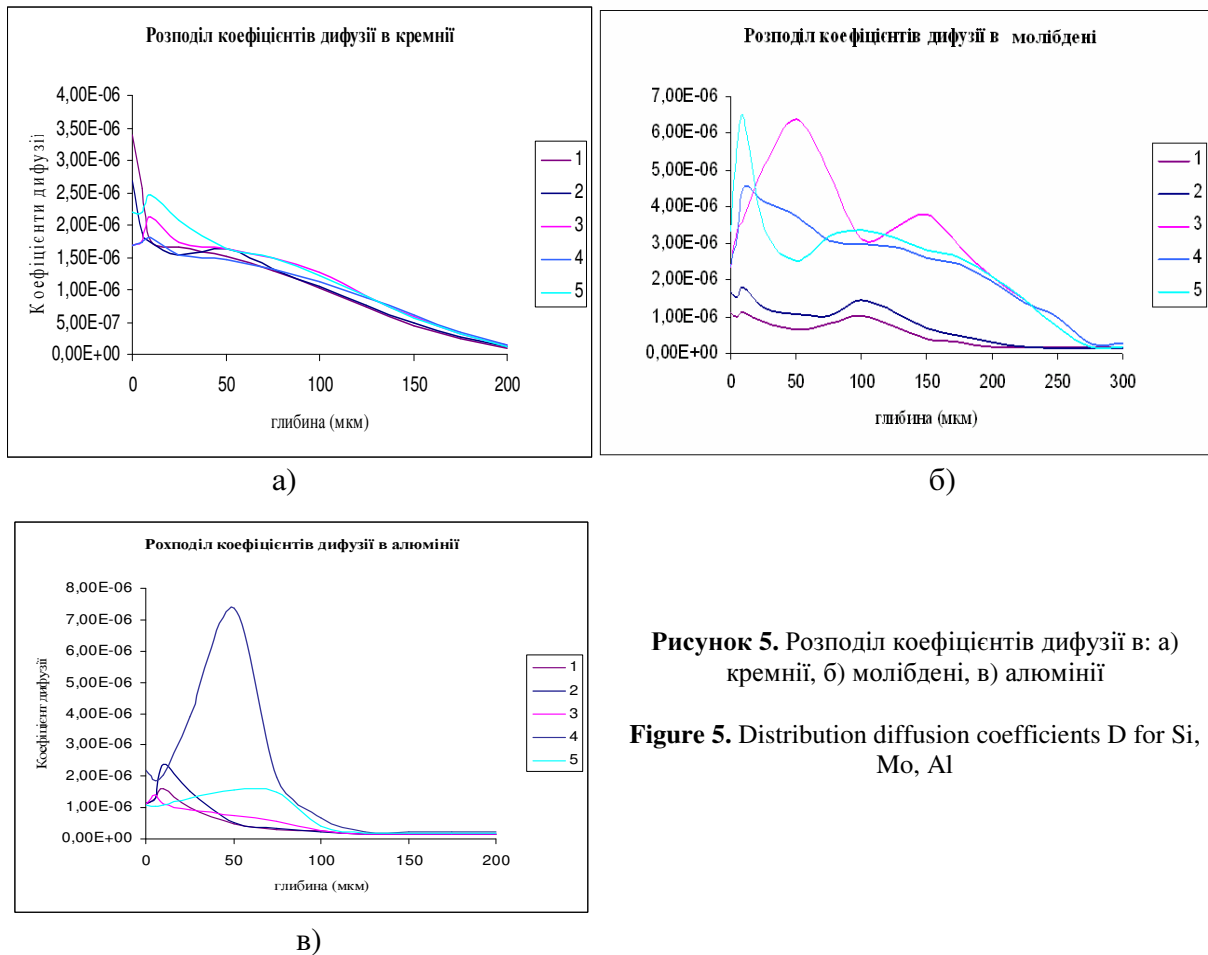 Розподіл коефіцієнтів дифузії в кремнії
Коефіцієнти дифузії
4,00E-06
3,50E-06
3,00E-06
2,50E-06
2,00E-06
1,50E-06
1,00E-06
5,00E-07
0,00E+00
0
50
100
150
200
глибина (мкм)
1
2
3
4
5
а)
Розподіл коефіцієнтів дифузії в молібдені
7,00E-06
6,00E-06
5,00E-06
4,00E-06
3,00E-06
2,00E-06
1,00E-06
0,00E+00
0
50
100
150
200
250
300
глибина (мкм)
1
2
3
4
5
б)
Рохподіл коефіцієнтів дифузії в алюмінії
Коефіцієнт дифузії
8,00E-06
7,00E-06
6,00E-06
5,00E-06
4,00E-06
3,00E-06
2,00E-06
1,00E-06
0,00E+00
0
50
100
150
200
глибина (мкм)
1
2
3
4
5
в)
Рисунок 5. Розподіл коефіцієнтів дифузії в: а)
кремнії, б) молібдені, в) алюмінії
Figure 5. Distribution diffusion coefficients D for Si,
Mo, Al